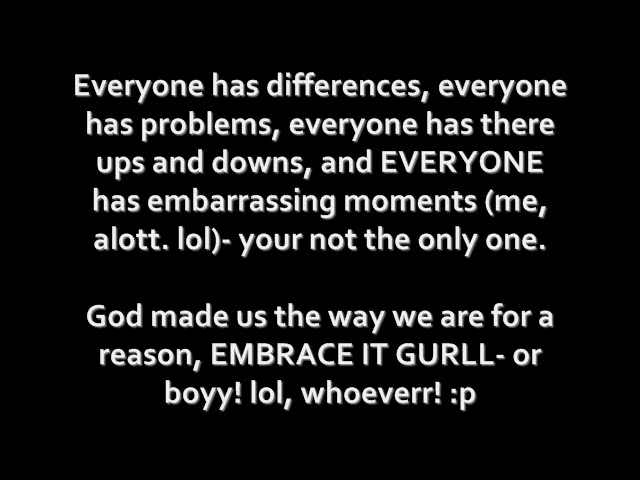 Everyone has differences, everyone
has problems, everyone has there
ups and downs, and EVERYONE
has embarrassing moments (me,
alott. lol)- your not the only one.
God made us the way we are for a
reason, EMBRACE IT GURLL- or
boyy! lol, whoeverr! :p